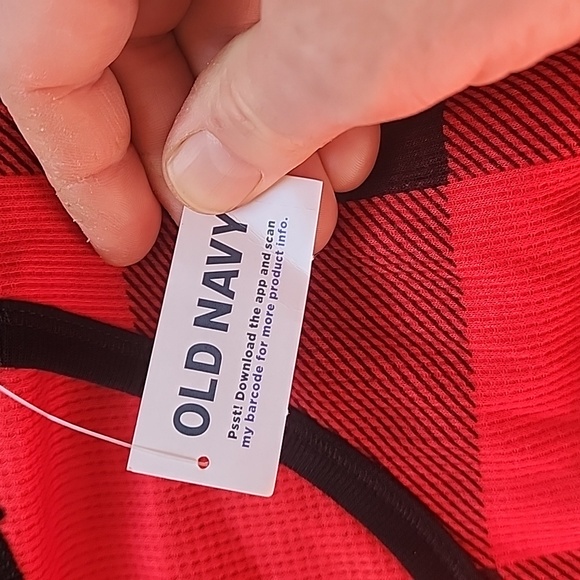 OLD NAVY
Psst! Download the app and scan
my barcode for more product info.